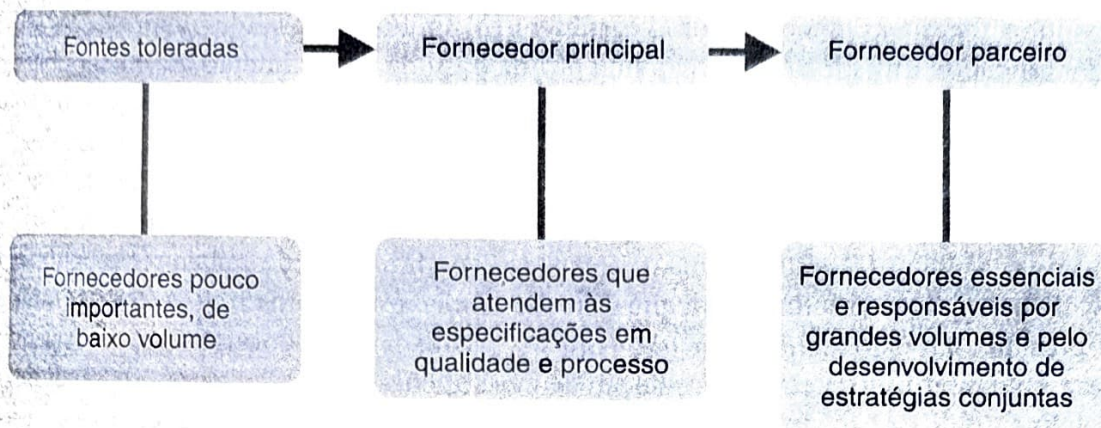 Fontes toleradas
Fornecedor principal
Fornecedor parceiro
Fornecedores pouco
importantes, de
baixo volume
Fornecedores que
atendem às
especificações em
qualidade e processo
Fornecedores essenciais
e responsáveis por
grandes volumes e pelo
desenvolvimento de
estratégias conjuntas